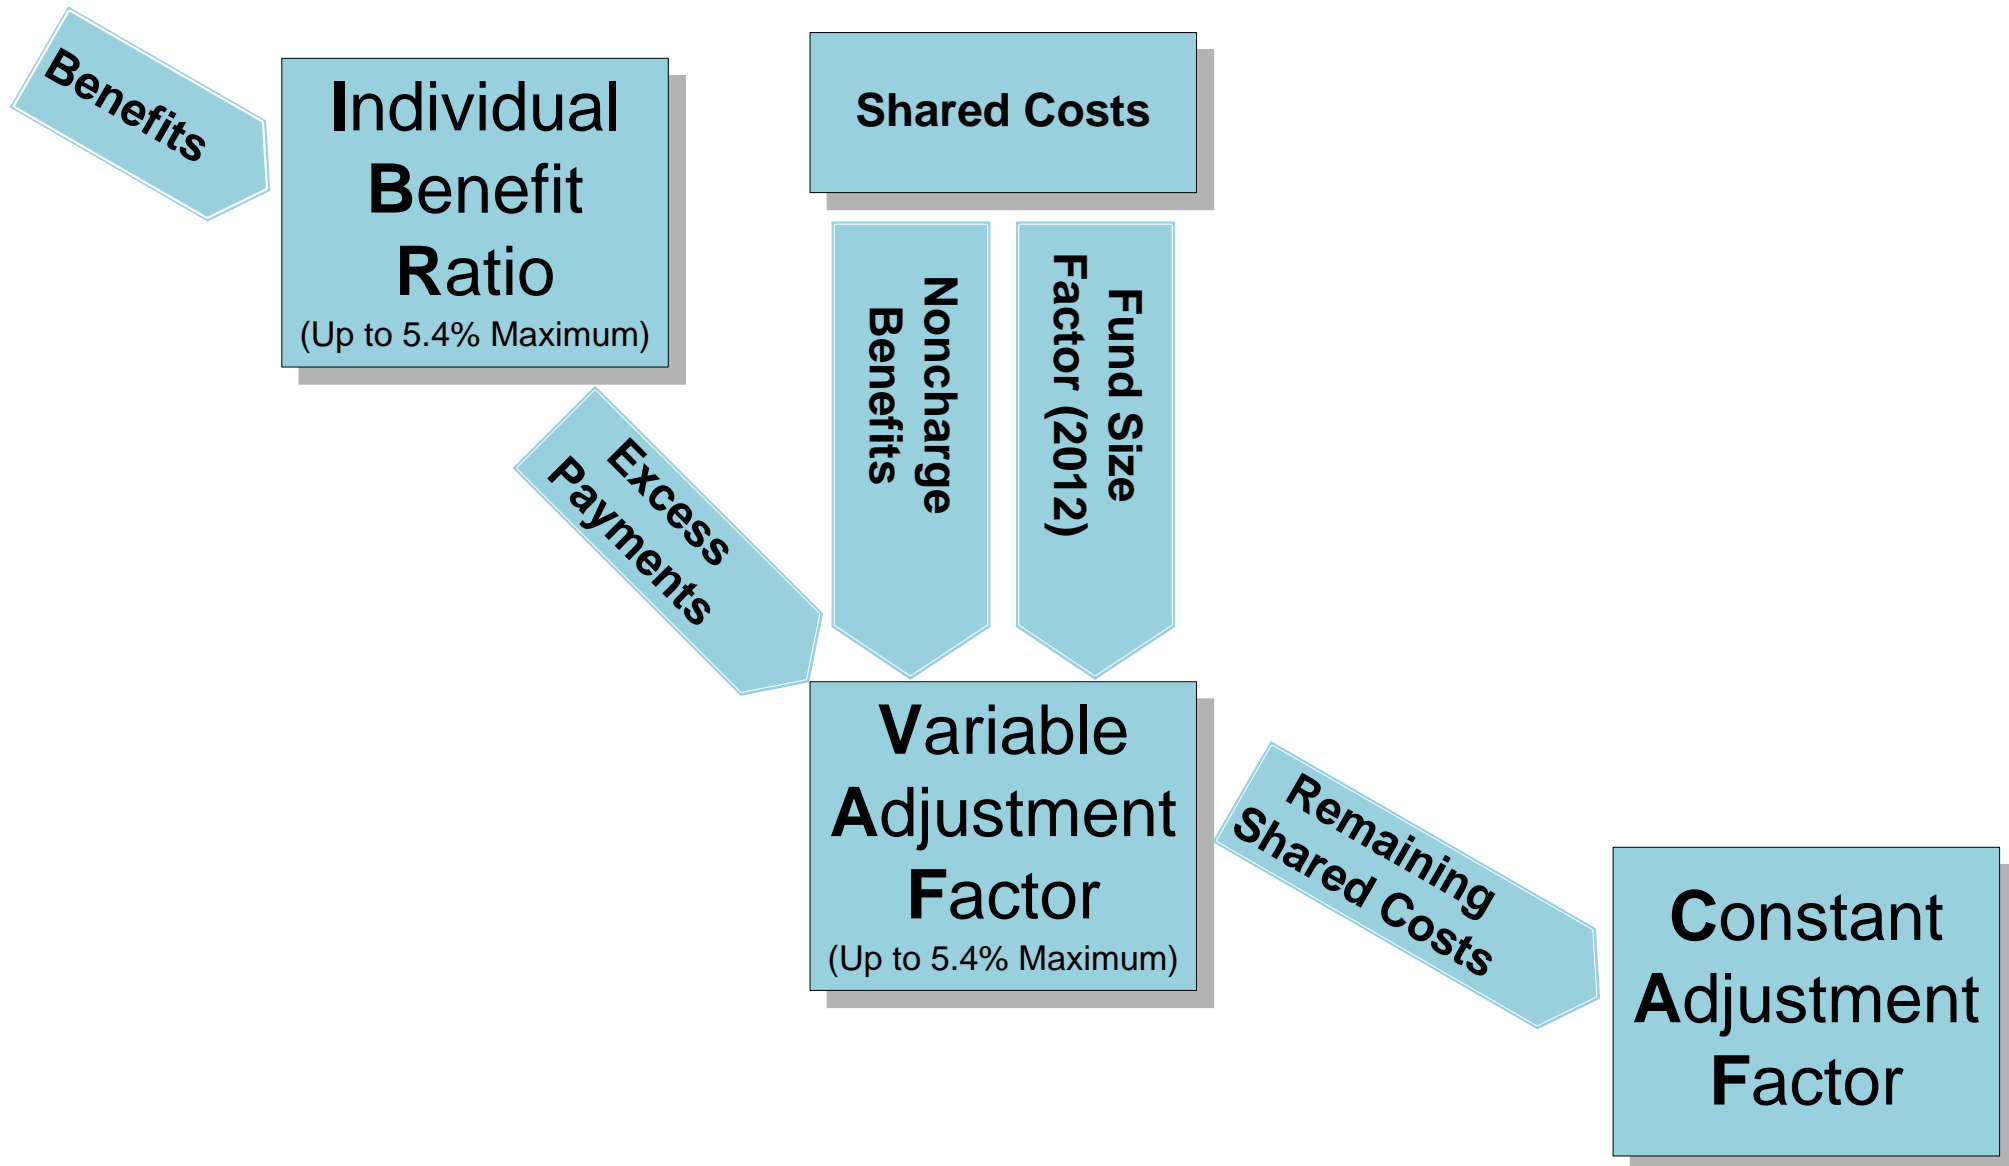 Benefits
Individual
Benefit
Ratio
(Up to 5.4% Maximum)
Shared Costs
Noncharge
Benefits
Fund Size
Factor (2012)
Excess
Payments
Variable
Adjustment
Factor
(Up to 5.4% Maximum)
Remaining
Shared Costs
Constant
Adjustment
Factor